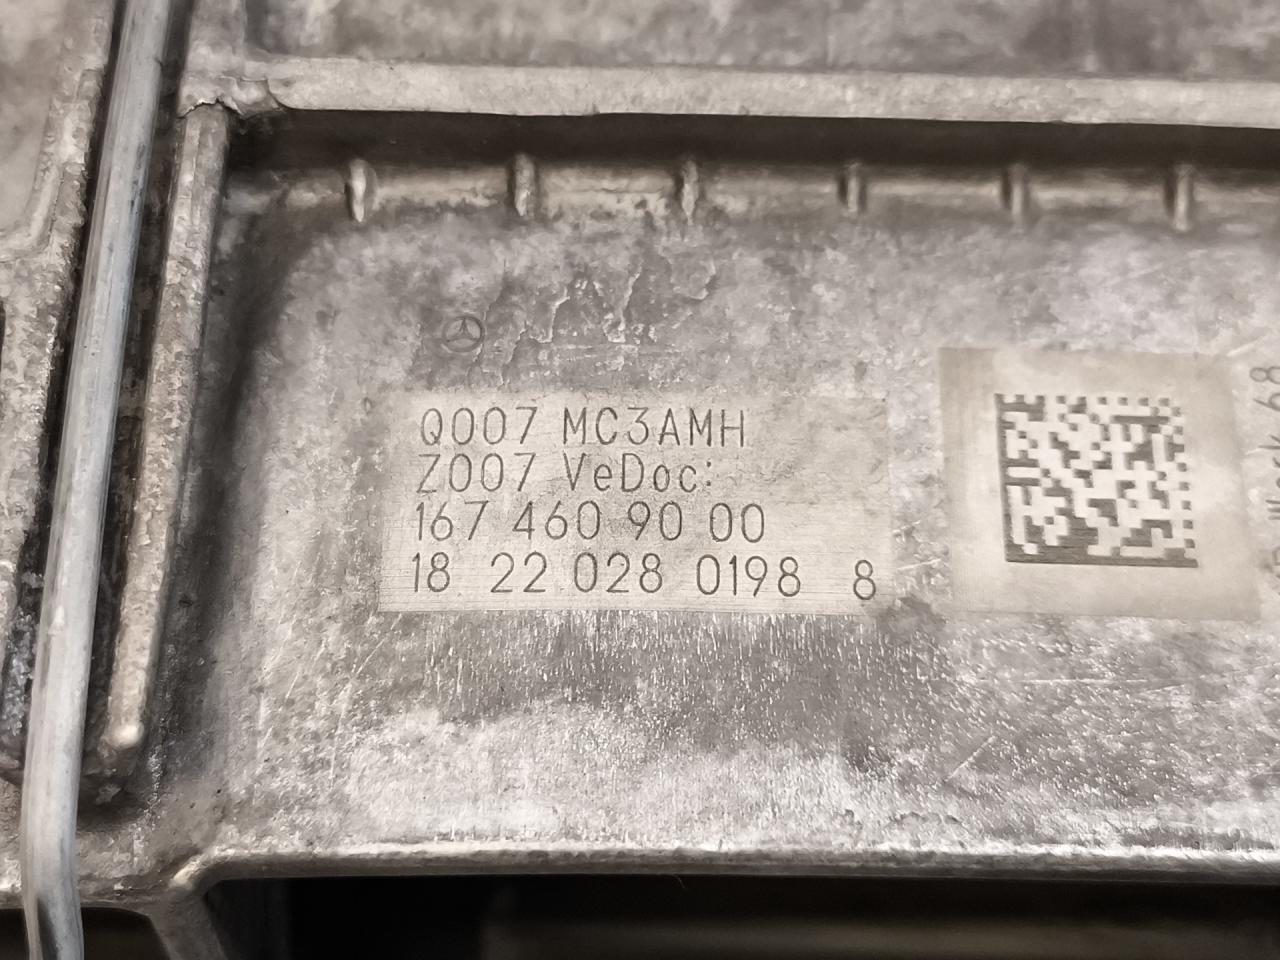 Q007 MC3AMH
Z007 VeDoc:
167 460 90 00
18 22 028 0198 8